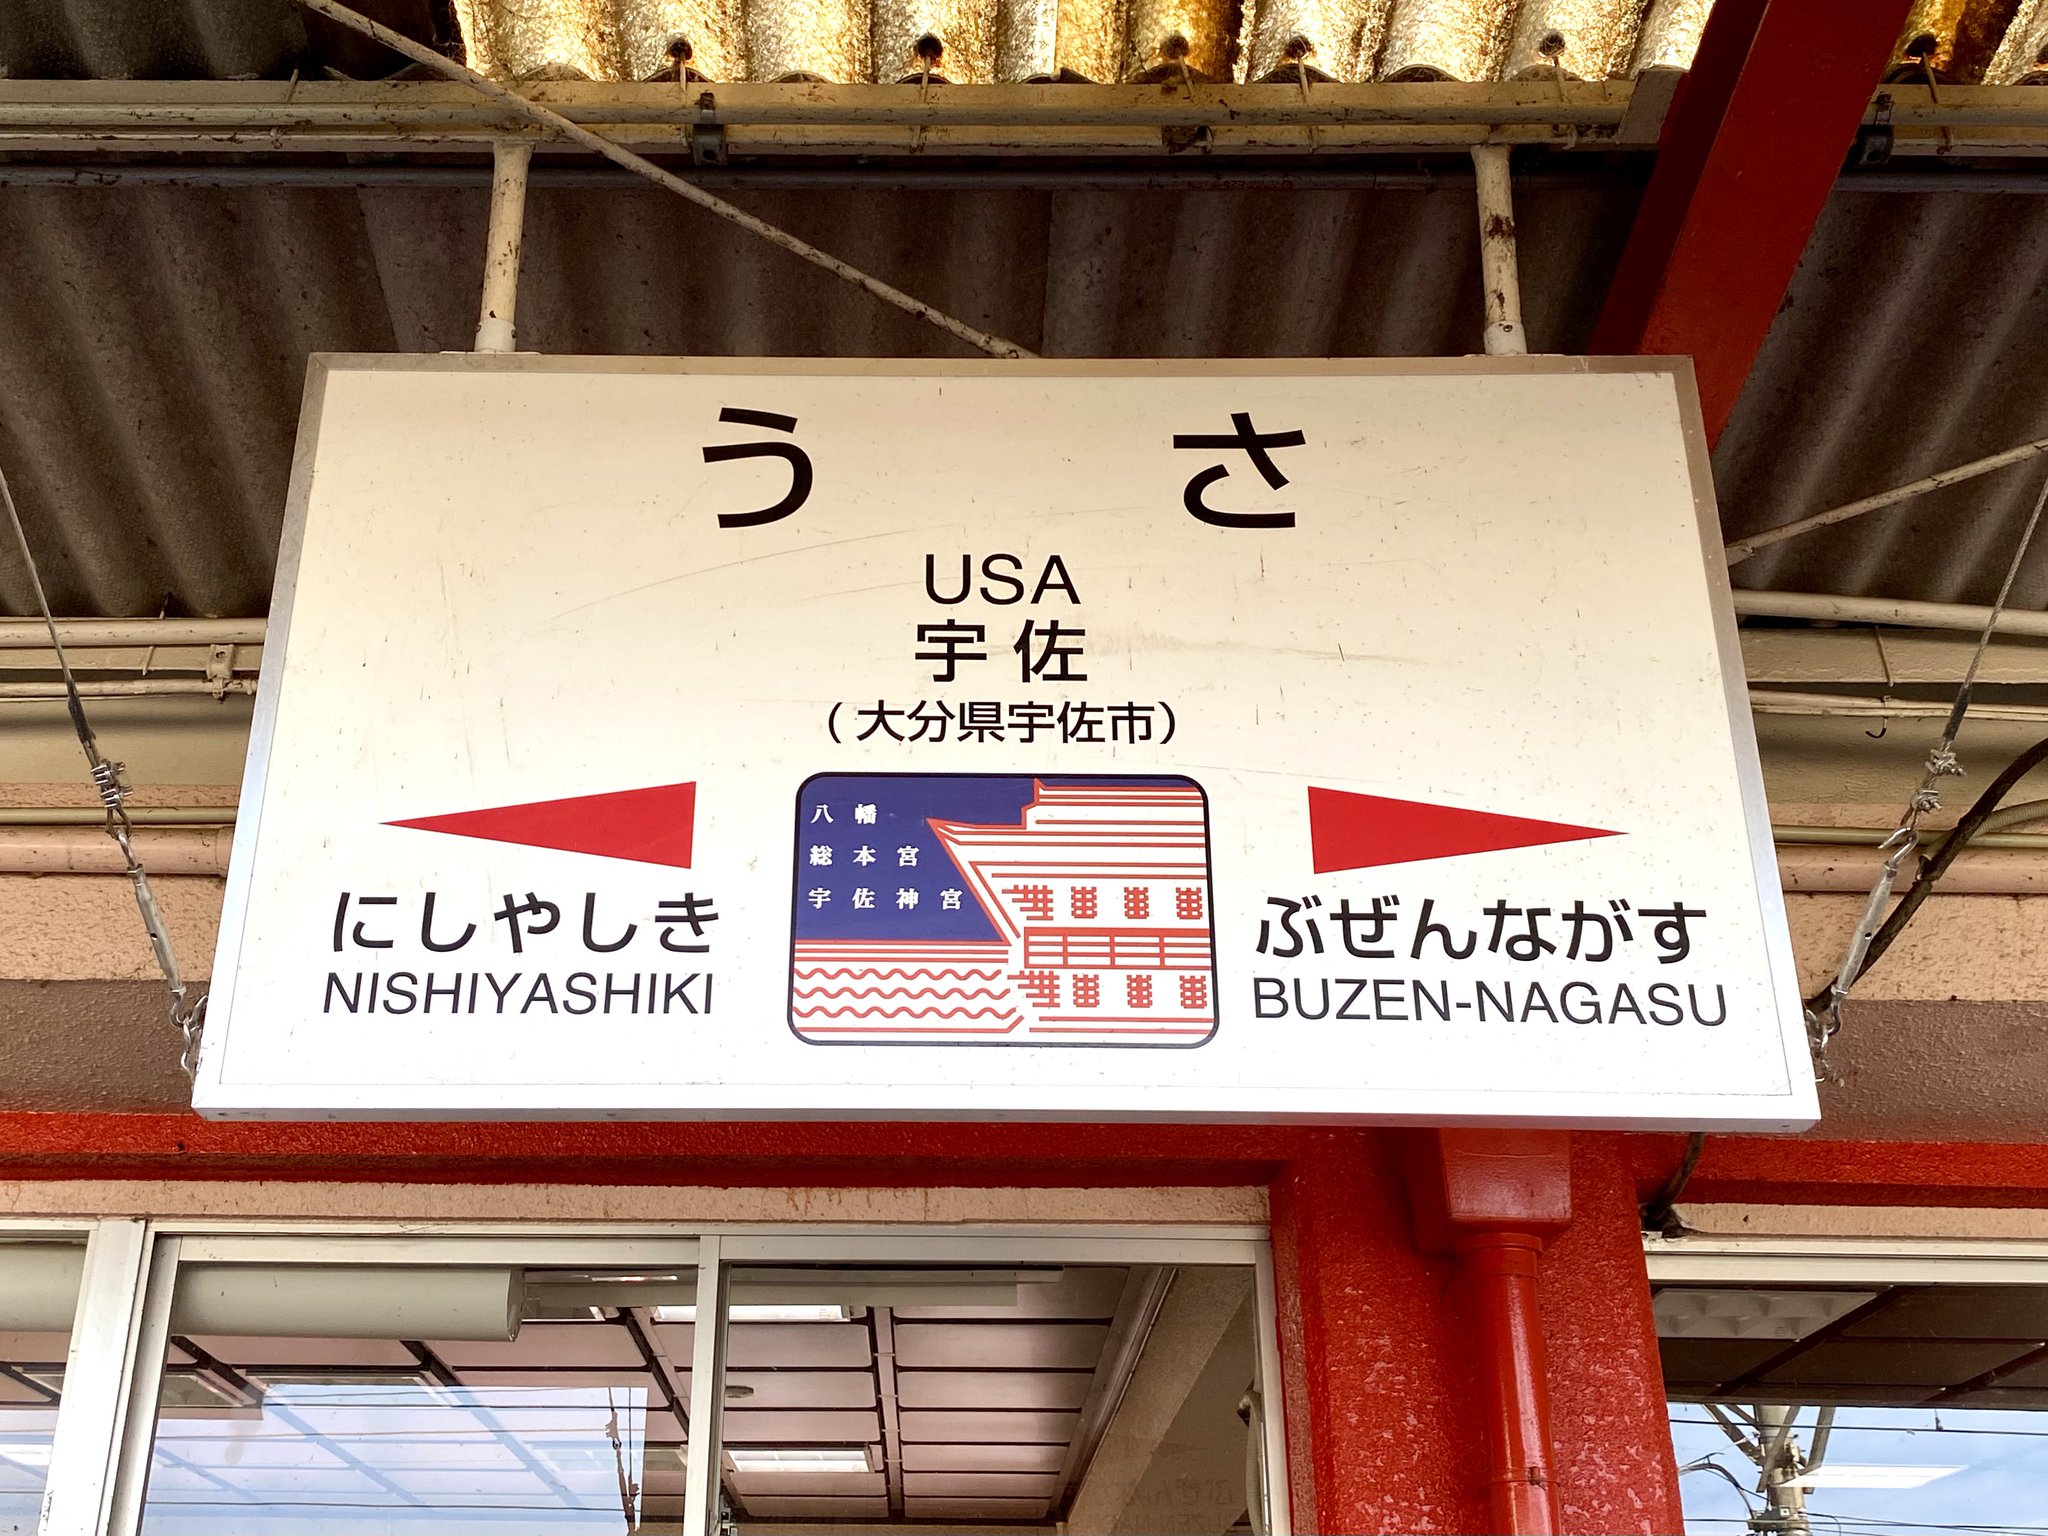 うさ
USA
宇佐
(大分県宇佐市)
八幡
総本宮
宇佐神宮
にしやしき
NISHIYASHIKI
ぶぜんながす
BUZEN-NAGASU